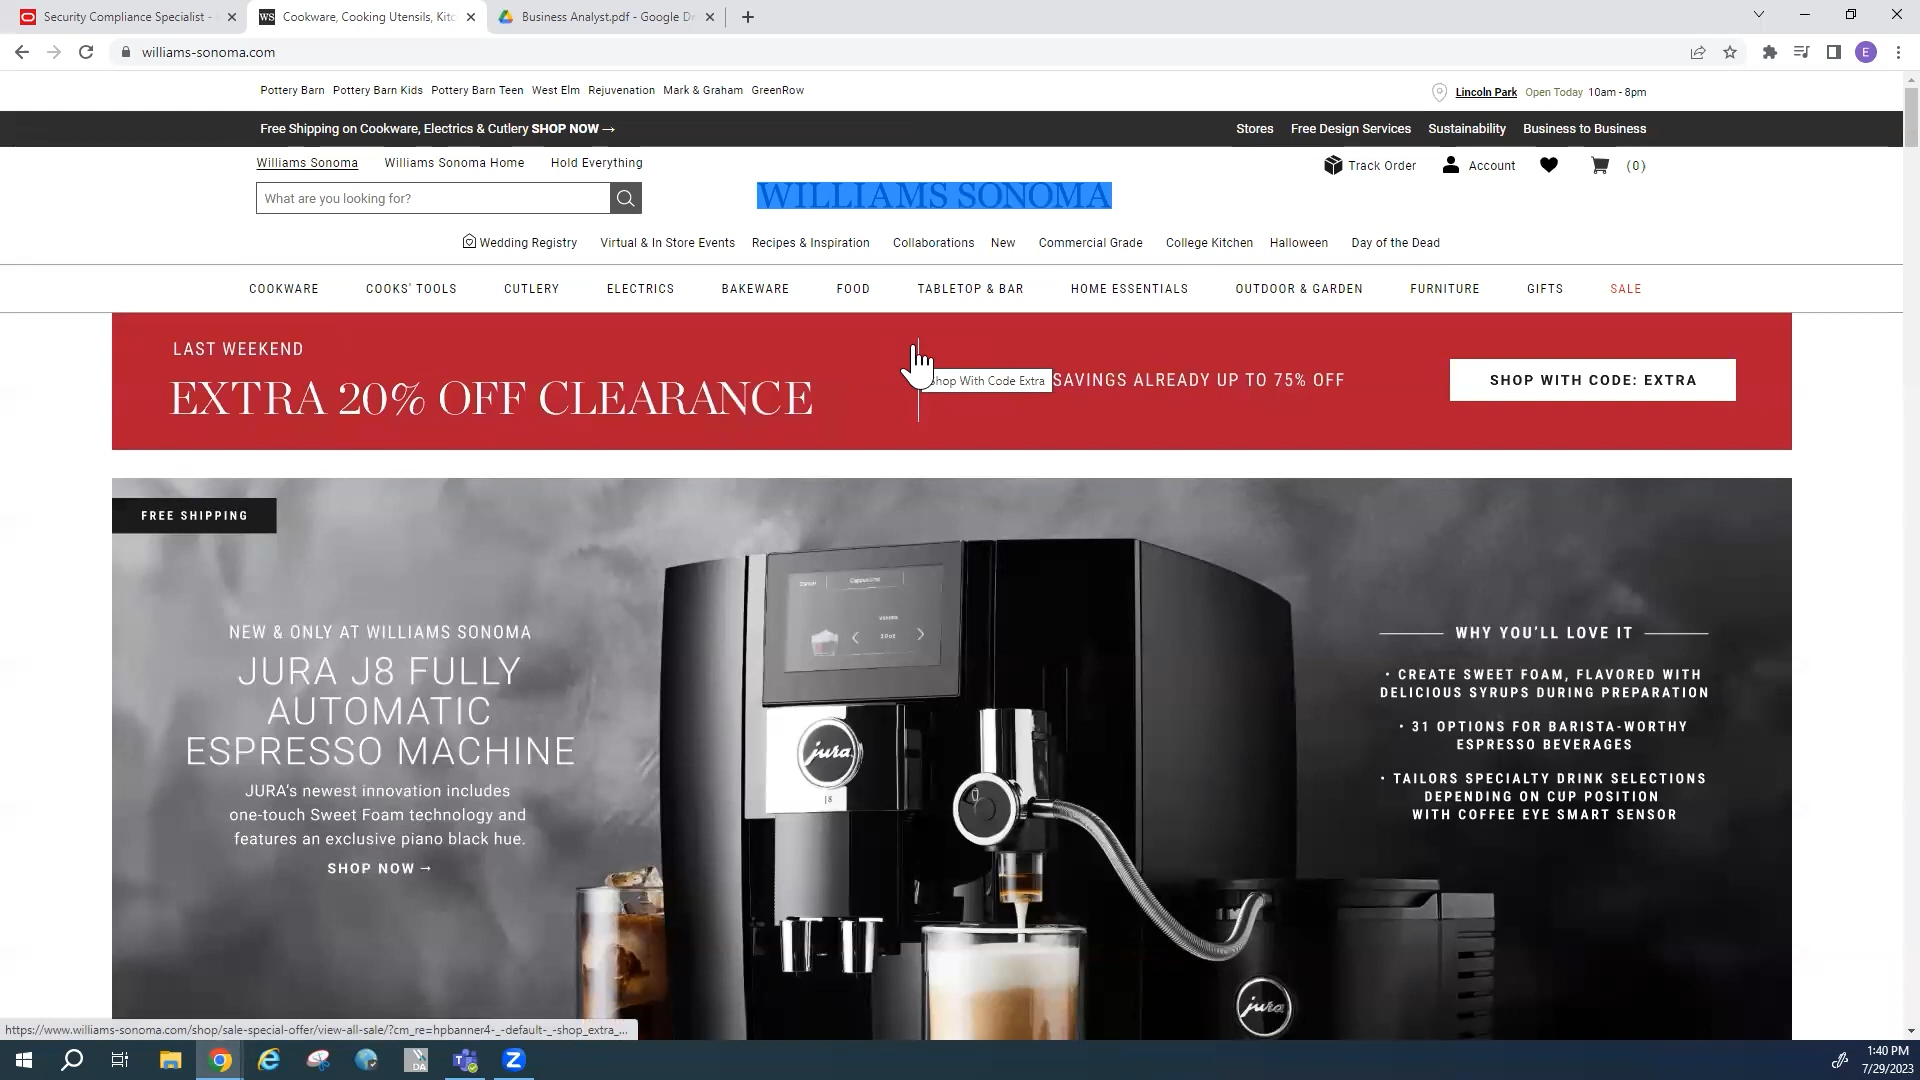 Security Compliance Specialist -
Cookware, Cooking Utensils, Kitc
Business Analyst.pdf - Google Dr
williams-sonoma.com
E
Pottery Barn Pottery Barn Kids Pottery Barn Teen West Elm Rejuvenation Mark & Graham GreenRow
Lincoln Park Open Today 10am - 8pm
Free Shipping on Cookware, Electrics & Cutlery SHOP NOW →
Stores Free Design Services Sustainability Business to Business
Williams Sonoma Williams Sonoma Home Hold Everything
Track Order Account (0)
What are you looking for?
WILLIAMS SONOMA
Wedding Registry Virtual & In Store Events Recipes & Inspiration Collaborations New Commercial Grade College Kitchen Halloween Day of the Dead
COOKWARE COOKS' TOOLS CUTLERY ELECTRICS BAKEWARE FOOD TABLETOP & BAR HOME ESSENTIALS OUTDOOR & GARDEN FURNITURE GIFTS SALE
LAST WEEKEND
EXTRA 20% OFF CLEARANCE
Shop With Code Extra
SAVINGS ALREADY UP TO 75% OFF
SHOP WITH CODE: EXTRA
FREE SHIPPING
NEW & ONLY AT WILLIAMS SONOMA
JURA J8 FULLY
AUTOMATIC
ESPRESSO MACHINE
JURA's newest innovation includes
one-touch Sweet Foam technology and
features an exclusive piano black hue.
SHOP NOW →
Cappuccino
jura
J8
WHY YOU'LL LOVE IT
• CREATE SWEET FOAM, FLAVORED WITH
DELICIOUS SYRUPS DURING PREPARATION
• 31 OPTIONS FOR BARISTA-WORTHY
ESPRESSO BEVERAGES
• TAILORS SPECIALTY DRINK SELECTIONS
DEPENDING ON CUP POSITION
WITH COFFEE EYE SMART SENSOR
jura
https://www.williams-sonoma.com/shop/sale-special-offer/view-all-sale/?cm_re=hpbanner4-_-default-_-shop_extra_...
DA
1:40 PM
7/29/2023